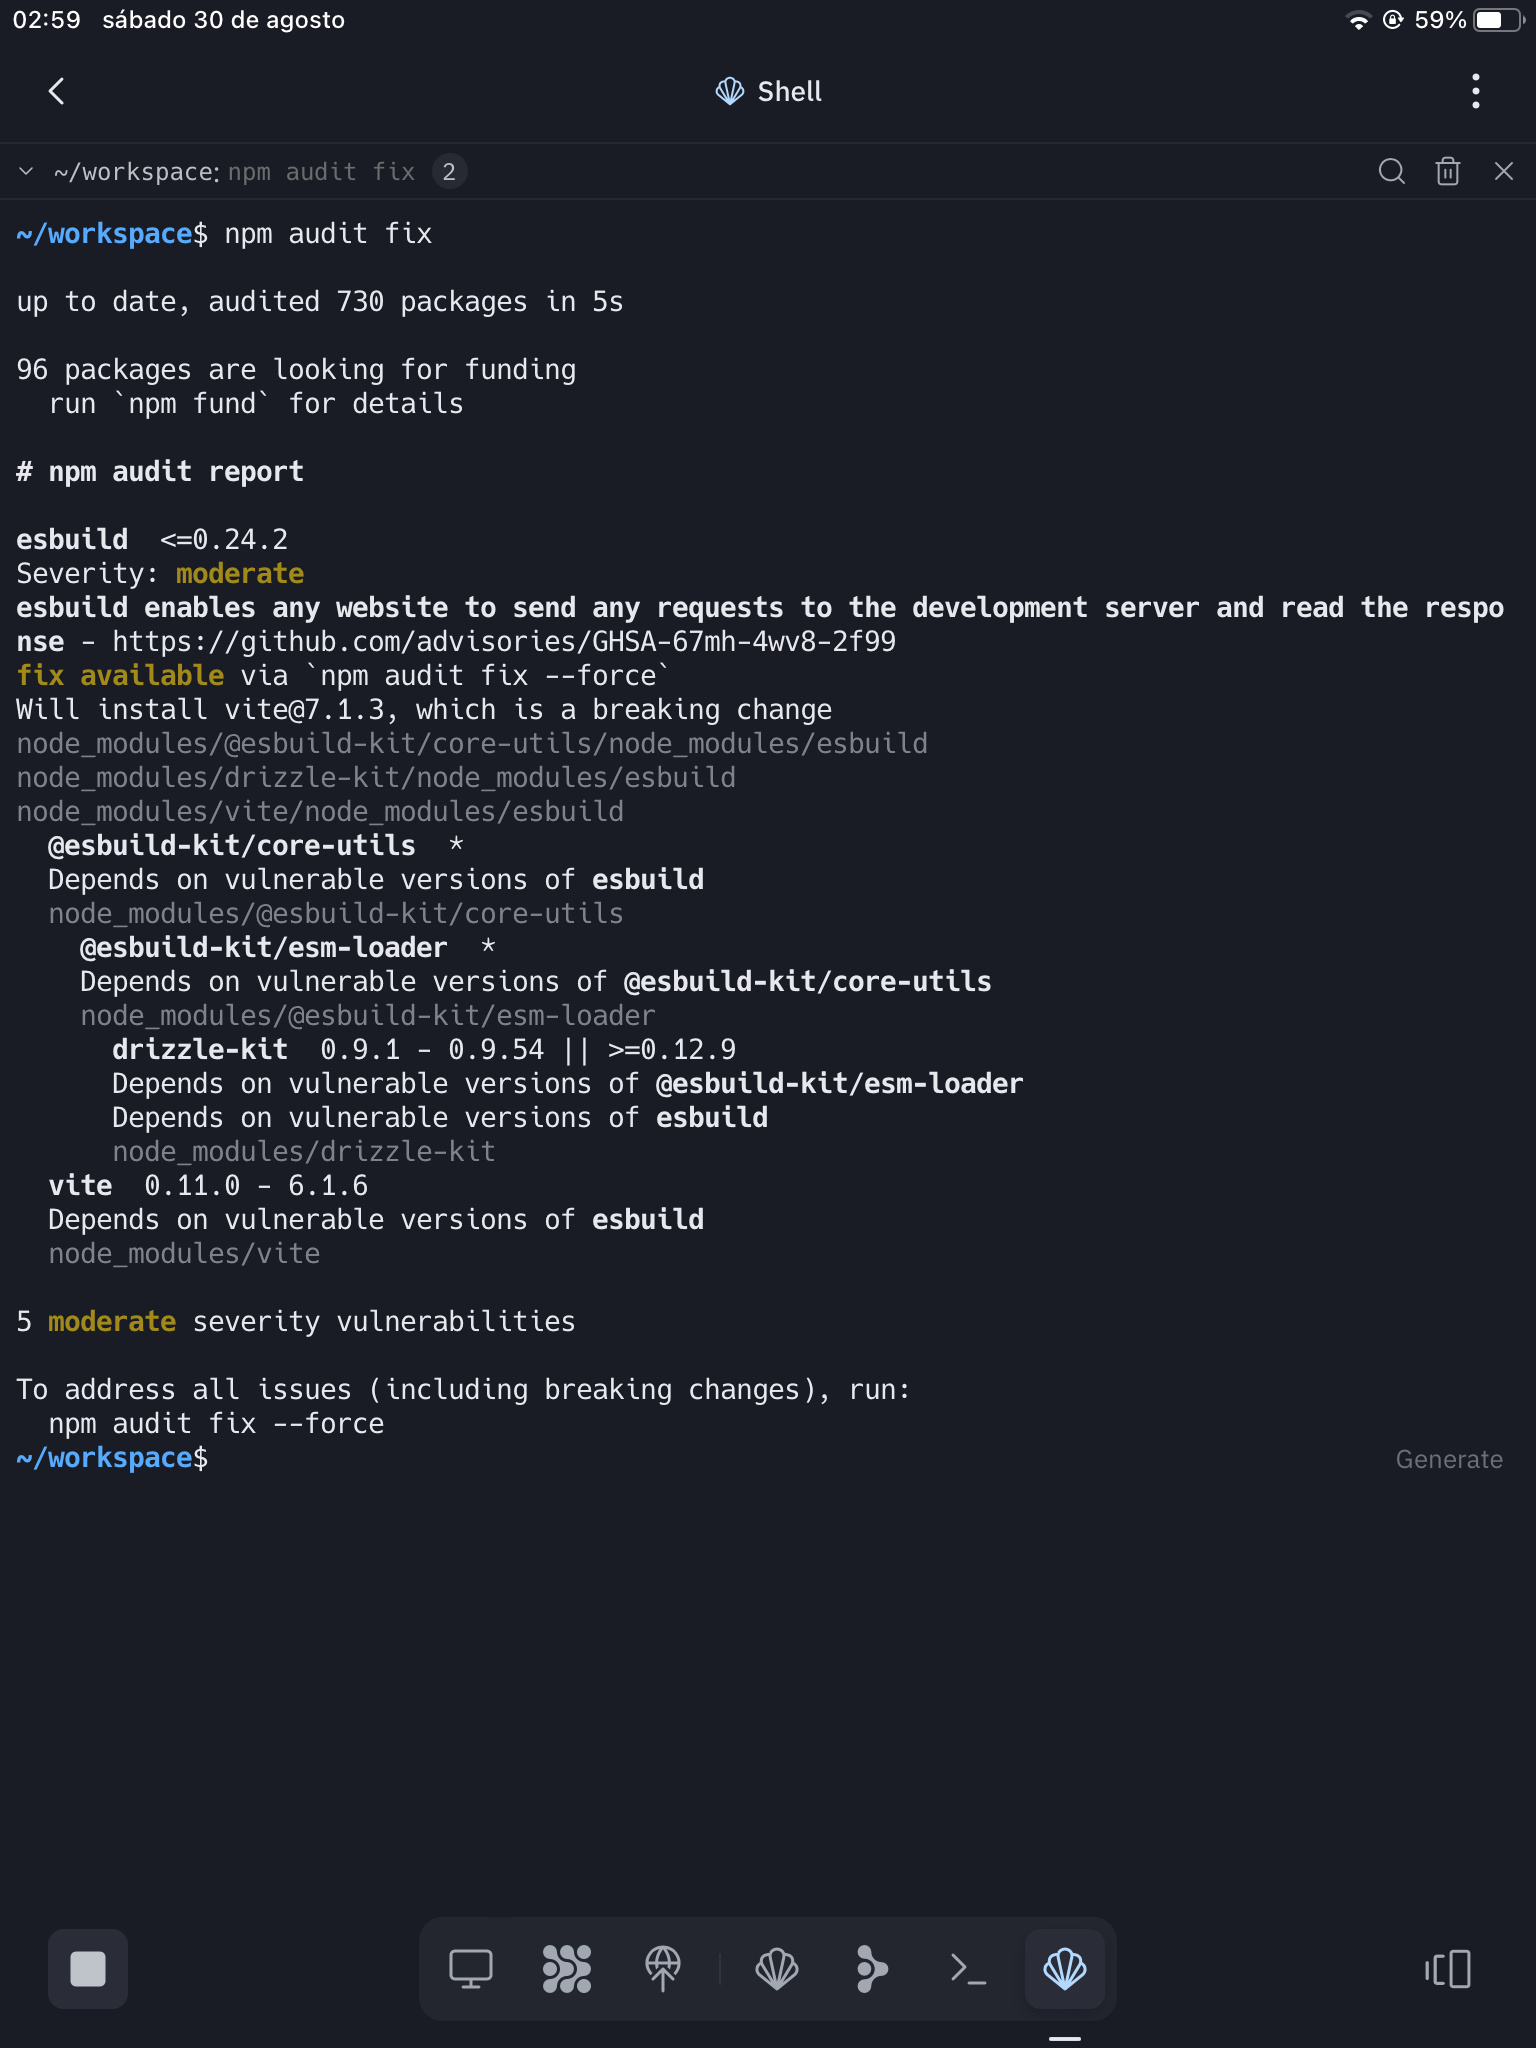 02:59 sábado 30 de agosto 59%
Shell
~/workspace: npm audit fix 2
~/workspace$ npm audit fix
up to date, audited 730 packages in 5s
96 packages are looking for funding
  run `npm fund` for details
# npm audit report
esbuild  <=0.24.2
Severity: moderate
esbuild enables any website to send any requests to the development server and read the respo
nse - https://github.com/advisories/GHSA-67mh-4wv8-2f99
fix available via `npm audit fix --force`
Will install vite@7.1.3, which is a breaking change
node_modules/@esbuild-kit/core-utils/node_modules/esbuild
node_modules/drizzle-kit/node_modules/esbuild
node_modules/vite/node_modules/esbuild
  @esbuild-kit/core-utils  *
  Depends on vulnerable versions of esbuild
  node_modules/@esbuild-kit/core-utils
    @esbuild-kit/esm-loader  *
    Depends on vulnerable versions of @esbuild-kit/core-utils
    node_modules/@esbuild-kit/esm-loader
      drizzle-kit  0.9.1 - 0.9.54 || >=0.12.9
      Depends on vulnerable versions of @esbuild-kit/esm-loader
      Depends on vulnerable versions of esbuild
      node_modules/drizzle-kit
  vite  0.11.0 - 6.1.6
  Depends on vulnerable versions of esbuild
  node_modules/vite
5 moderate severity vulnerabilities
To address all issues (including breaking changes), run:
  npm audit fix --force
~/workspace$ Generate